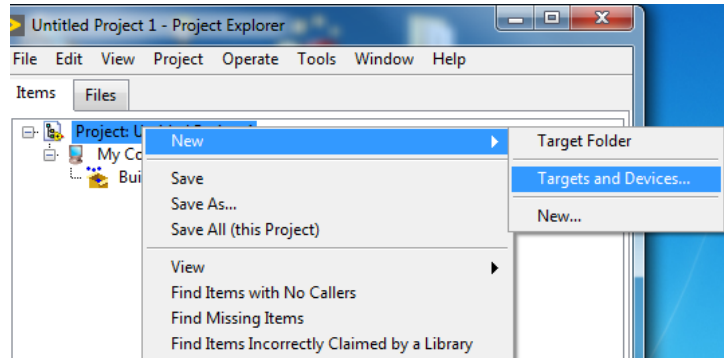 Untitled Project 1 - Project Explorer
File Edit View Project Operate Tools Window Help
Items Files
Project:
New
Target Folder
My
Targets and Devices...
Save
New...
Save As...
Save All (this Project)
View
Find Items with No Callers
Find Missing Items
Find Items Incorrectly Claimed by a Library